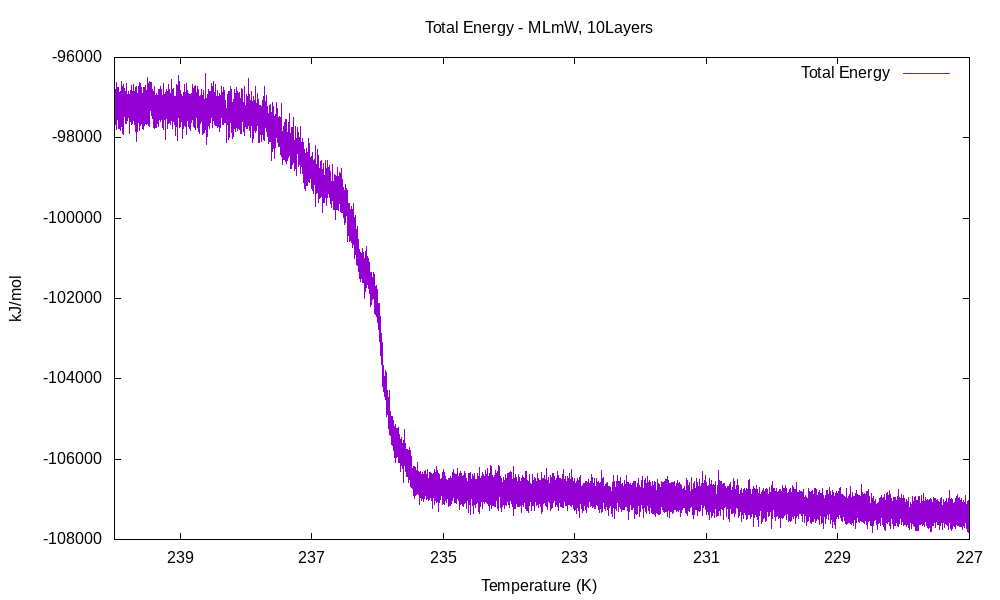 Total Energy - MLmW, 10Layers
Total Energy
-96000
-98000
-100000
-102000
-104000
-106000
-108000
kJ/mol
239 237 235 233 231 229 227
Temperature (K)